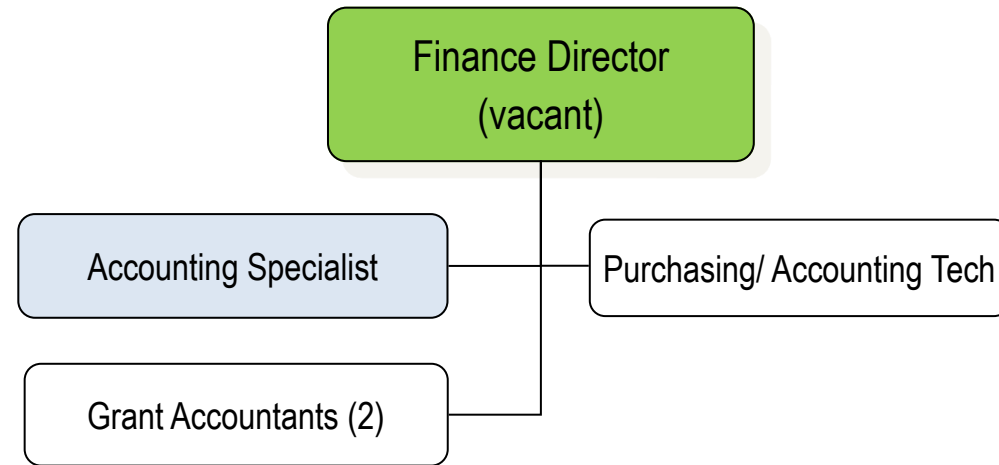 Finance Director
(vacant)
Accounting Specialist
Purchasing/ Accounting Tech
Grant Accountants (2)